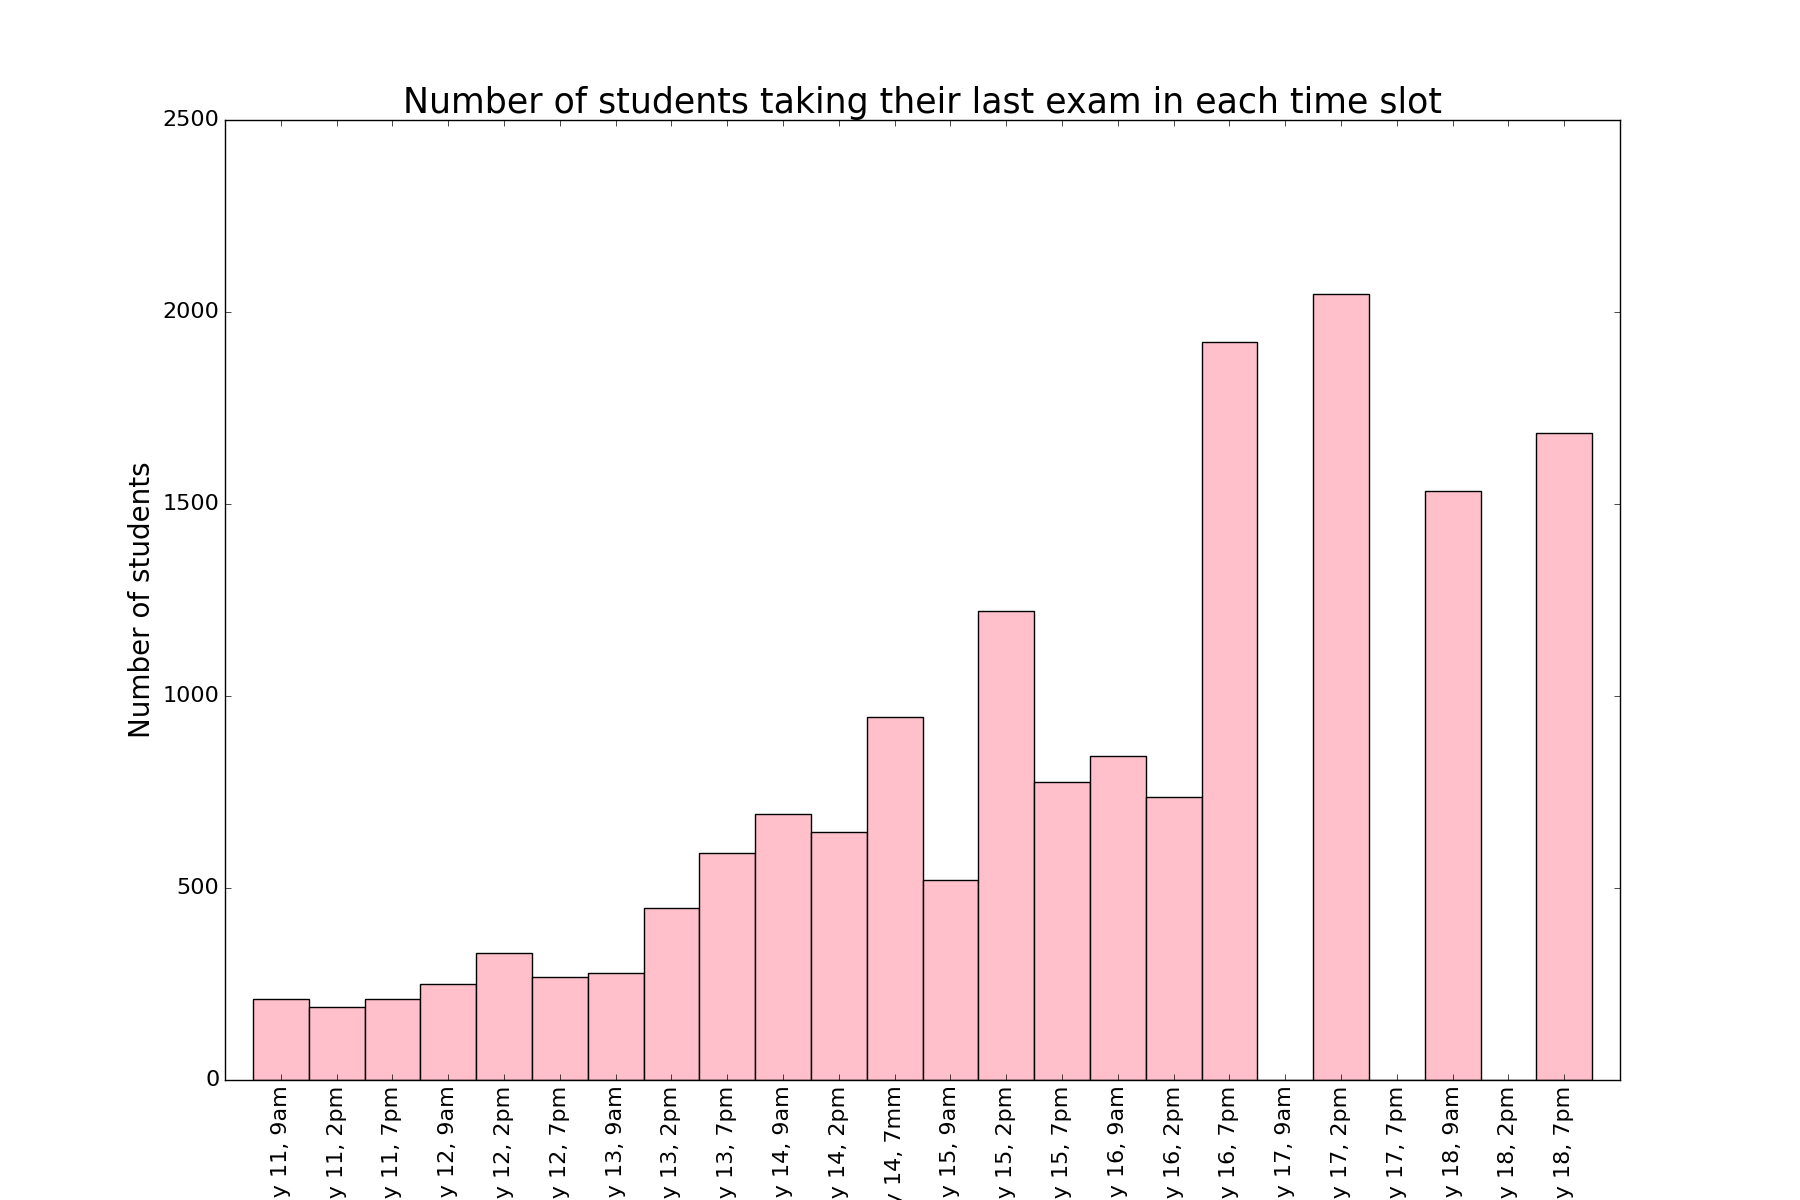 Number of students taking their last exam in each time slot
Number of students
2500
2000
1500
1000
500
0
y 11, 9am
y 11, 2pm
y 11, 7pm
y 12, 9am
y 12, 2pm
y 12, 7pm
y 13, 9am
y 13, 2pm
y 13, 7pm
y 14, 9am
y 14, 2pm
y 14, 7mm
y 15, 9am
y 15, 2pm
y 15, 7pm
y 16, 9am
y 16, 2pm
y 16, 7pm
y 17, 9am
y 17, 2pm
y 17, 7pm
y 18, 9am
y 18, 2pm
y 18, 7pm